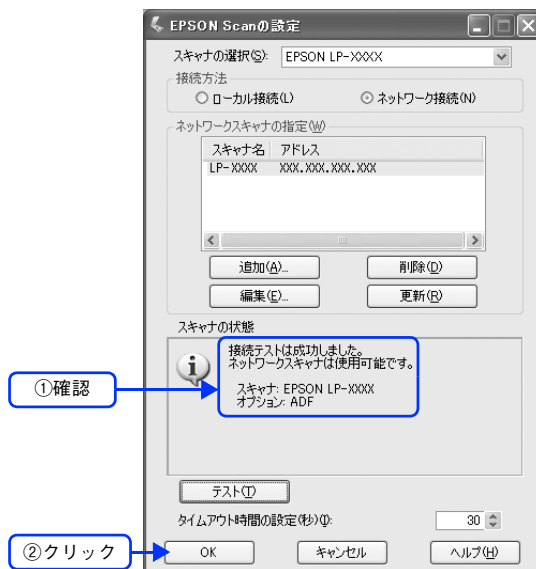 EPSON Scanの設定
スキャナの選択(S): EPSON LP-XXXX
接続方法
ローカル接続(L) ネットワーク接続(N)
ネットワークスキャナの指定(W)
スキャナ名 アドレス
LP-XXXX XXX.XXX.XXX.XXX
追加(A)... 削除(D)
編集(E)... 更新(R)
スキャナの状態
接続テストは成功しました。
ネットワークスキャナは使用可能です。
①確認
スキャナ: EPSON LP-XXXX
オプション: ADF
テスト(T)
タイムアウト時間の設定(秒)(I): 30
②クリック
OK キャンセル ヘルプ(H)